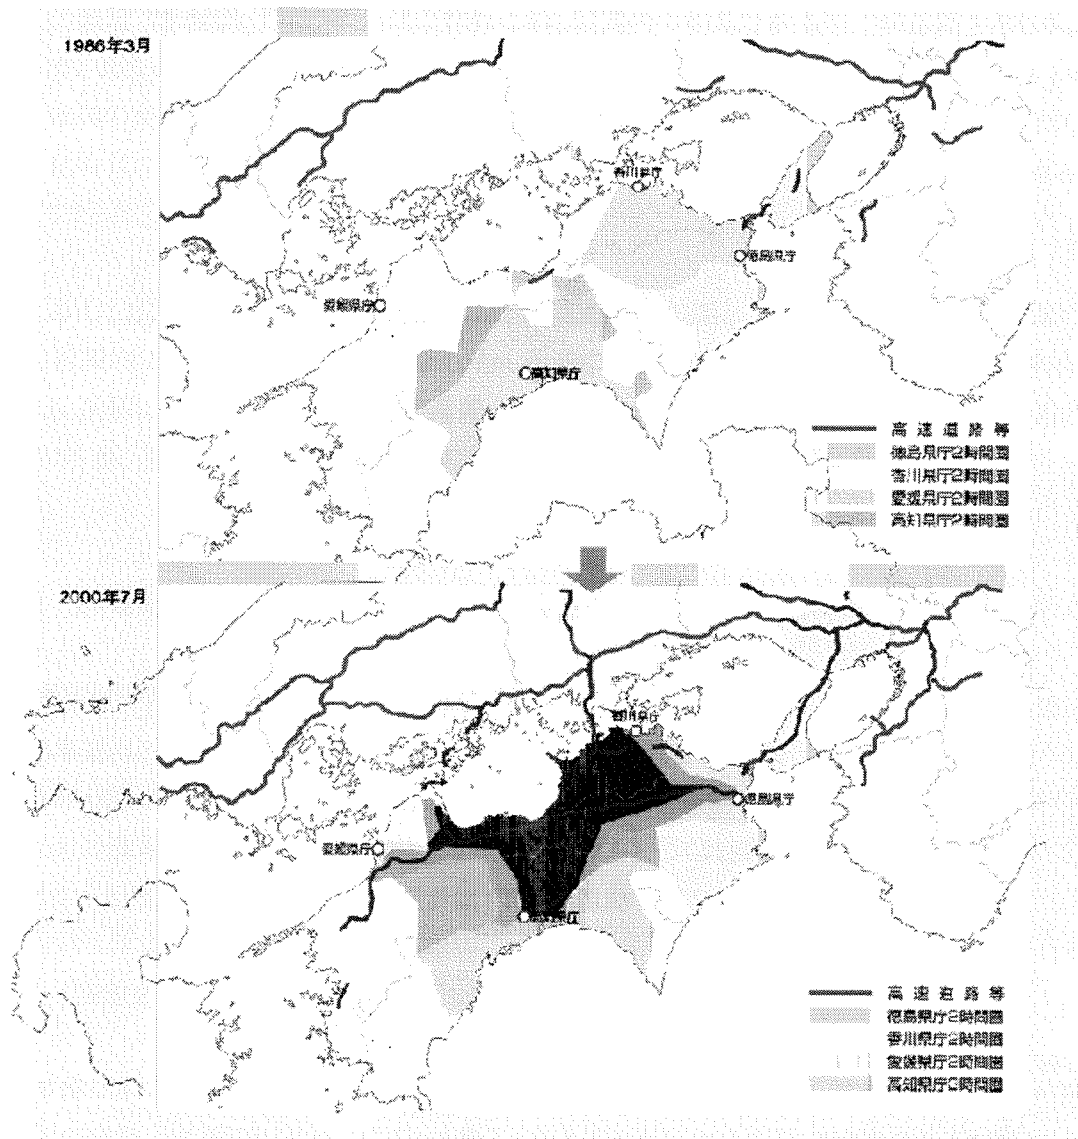 1986年3月
香川県庁
徳島県庁
愛媛県庁
高知県庁
高速道路等
徳島県庁2時間圏
香川県庁2時間圏
愛媛県庁2時間圏
高知県庁2時間圏
2000年7月
香川県庁
徳島県庁
愛媛県庁
高知県庁
高速道路等
徳島県庁2時間圏
香川県庁2時間圏
愛媛県庁2時間圏
高知県庁2時間圏